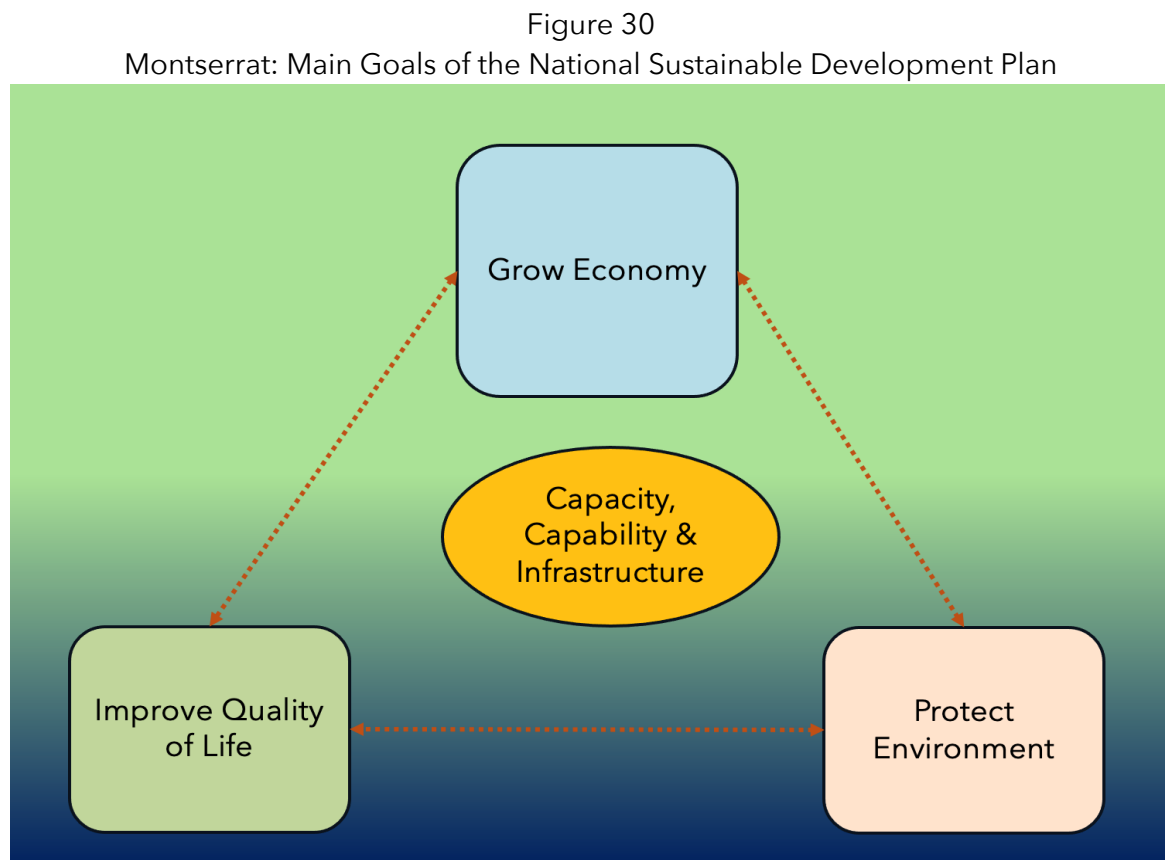 Figure 30
Montserrat: Main Goals of the National Sustainable Development Plan
Grow Economy
Capacity,
Capability &
Infrastructure
Improve Quality
of Life
Protect
Environment